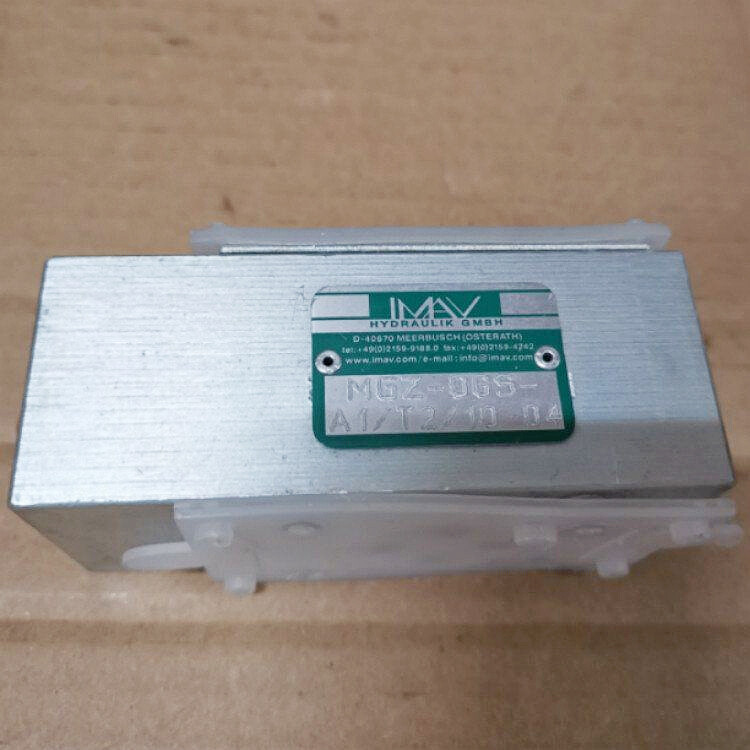 IMAV
HYDRAULIK GMBH
D-40670 MEERBUSCH (OSTERATH)
tel:+49(0)2159-9188.0 fax:+49(0)2159-4242
www.imav.com/e-mail:info@imav.com
MGZ-06S-
A1/T2/10 04